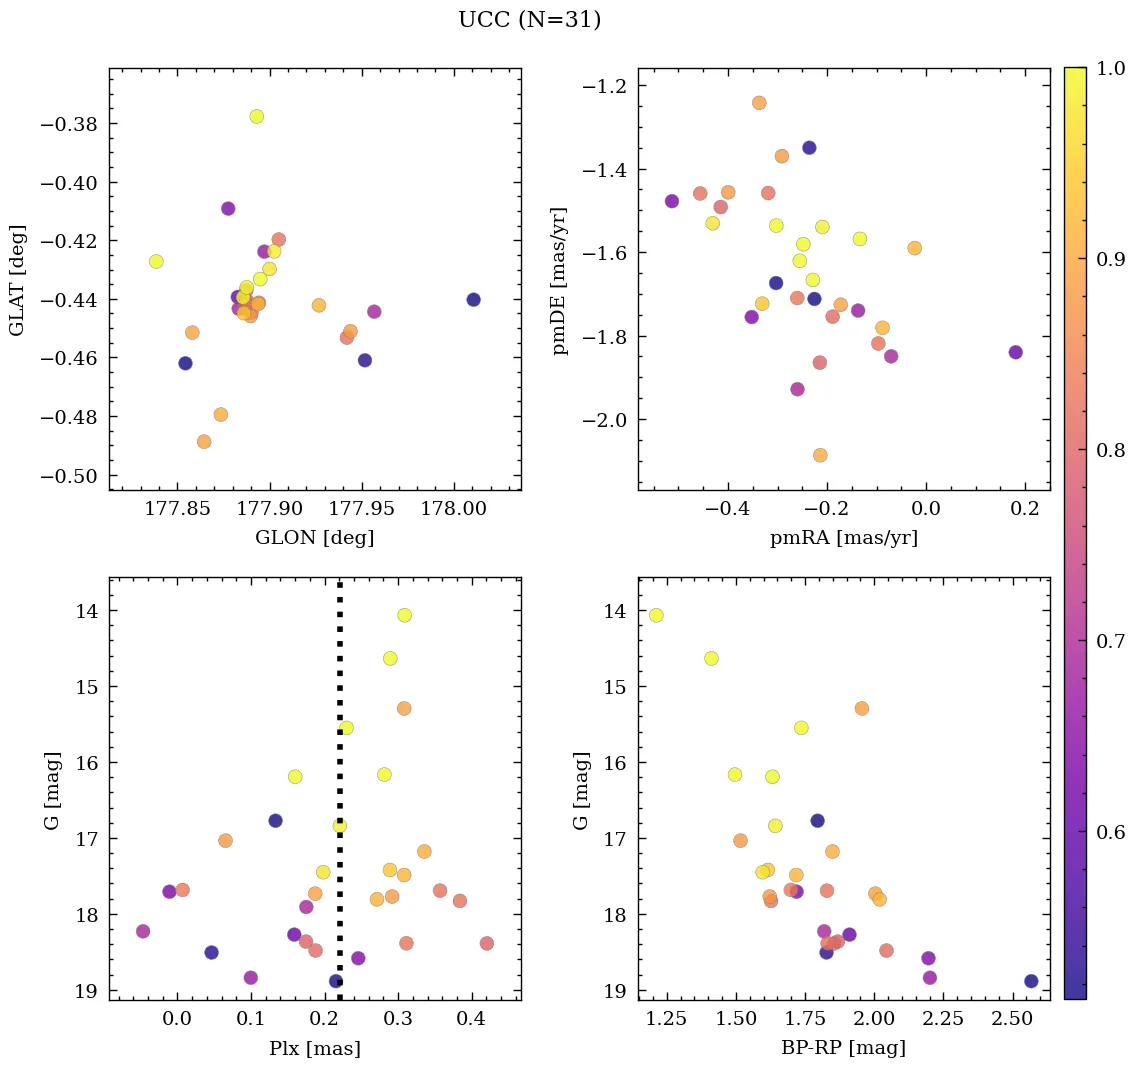 UCC (N=31)
−0.38
−0.40
−0.42
−0.44
−0.46
−0.48
−0.50
GLAT [deg]
177.85 177.90 177.95 178.00
GLON [deg]
−1.2
−1.4
−1.6
−1.8
−2.0
pmDE [mas/yr]
−0.4 −0.2 0.0 0.2
pmRA [mas/yr]
14
15
16
17
18
19
G [mag]
0.0 0.1 0.2 0.3 0.4
Plx [mas]
14
15
16
17
18
19
G [mag]
1.25 1.50 1.75 2.00 2.25 2.50
BP-RP [mag]
1.0
0.9
0.8
0.7
0.6